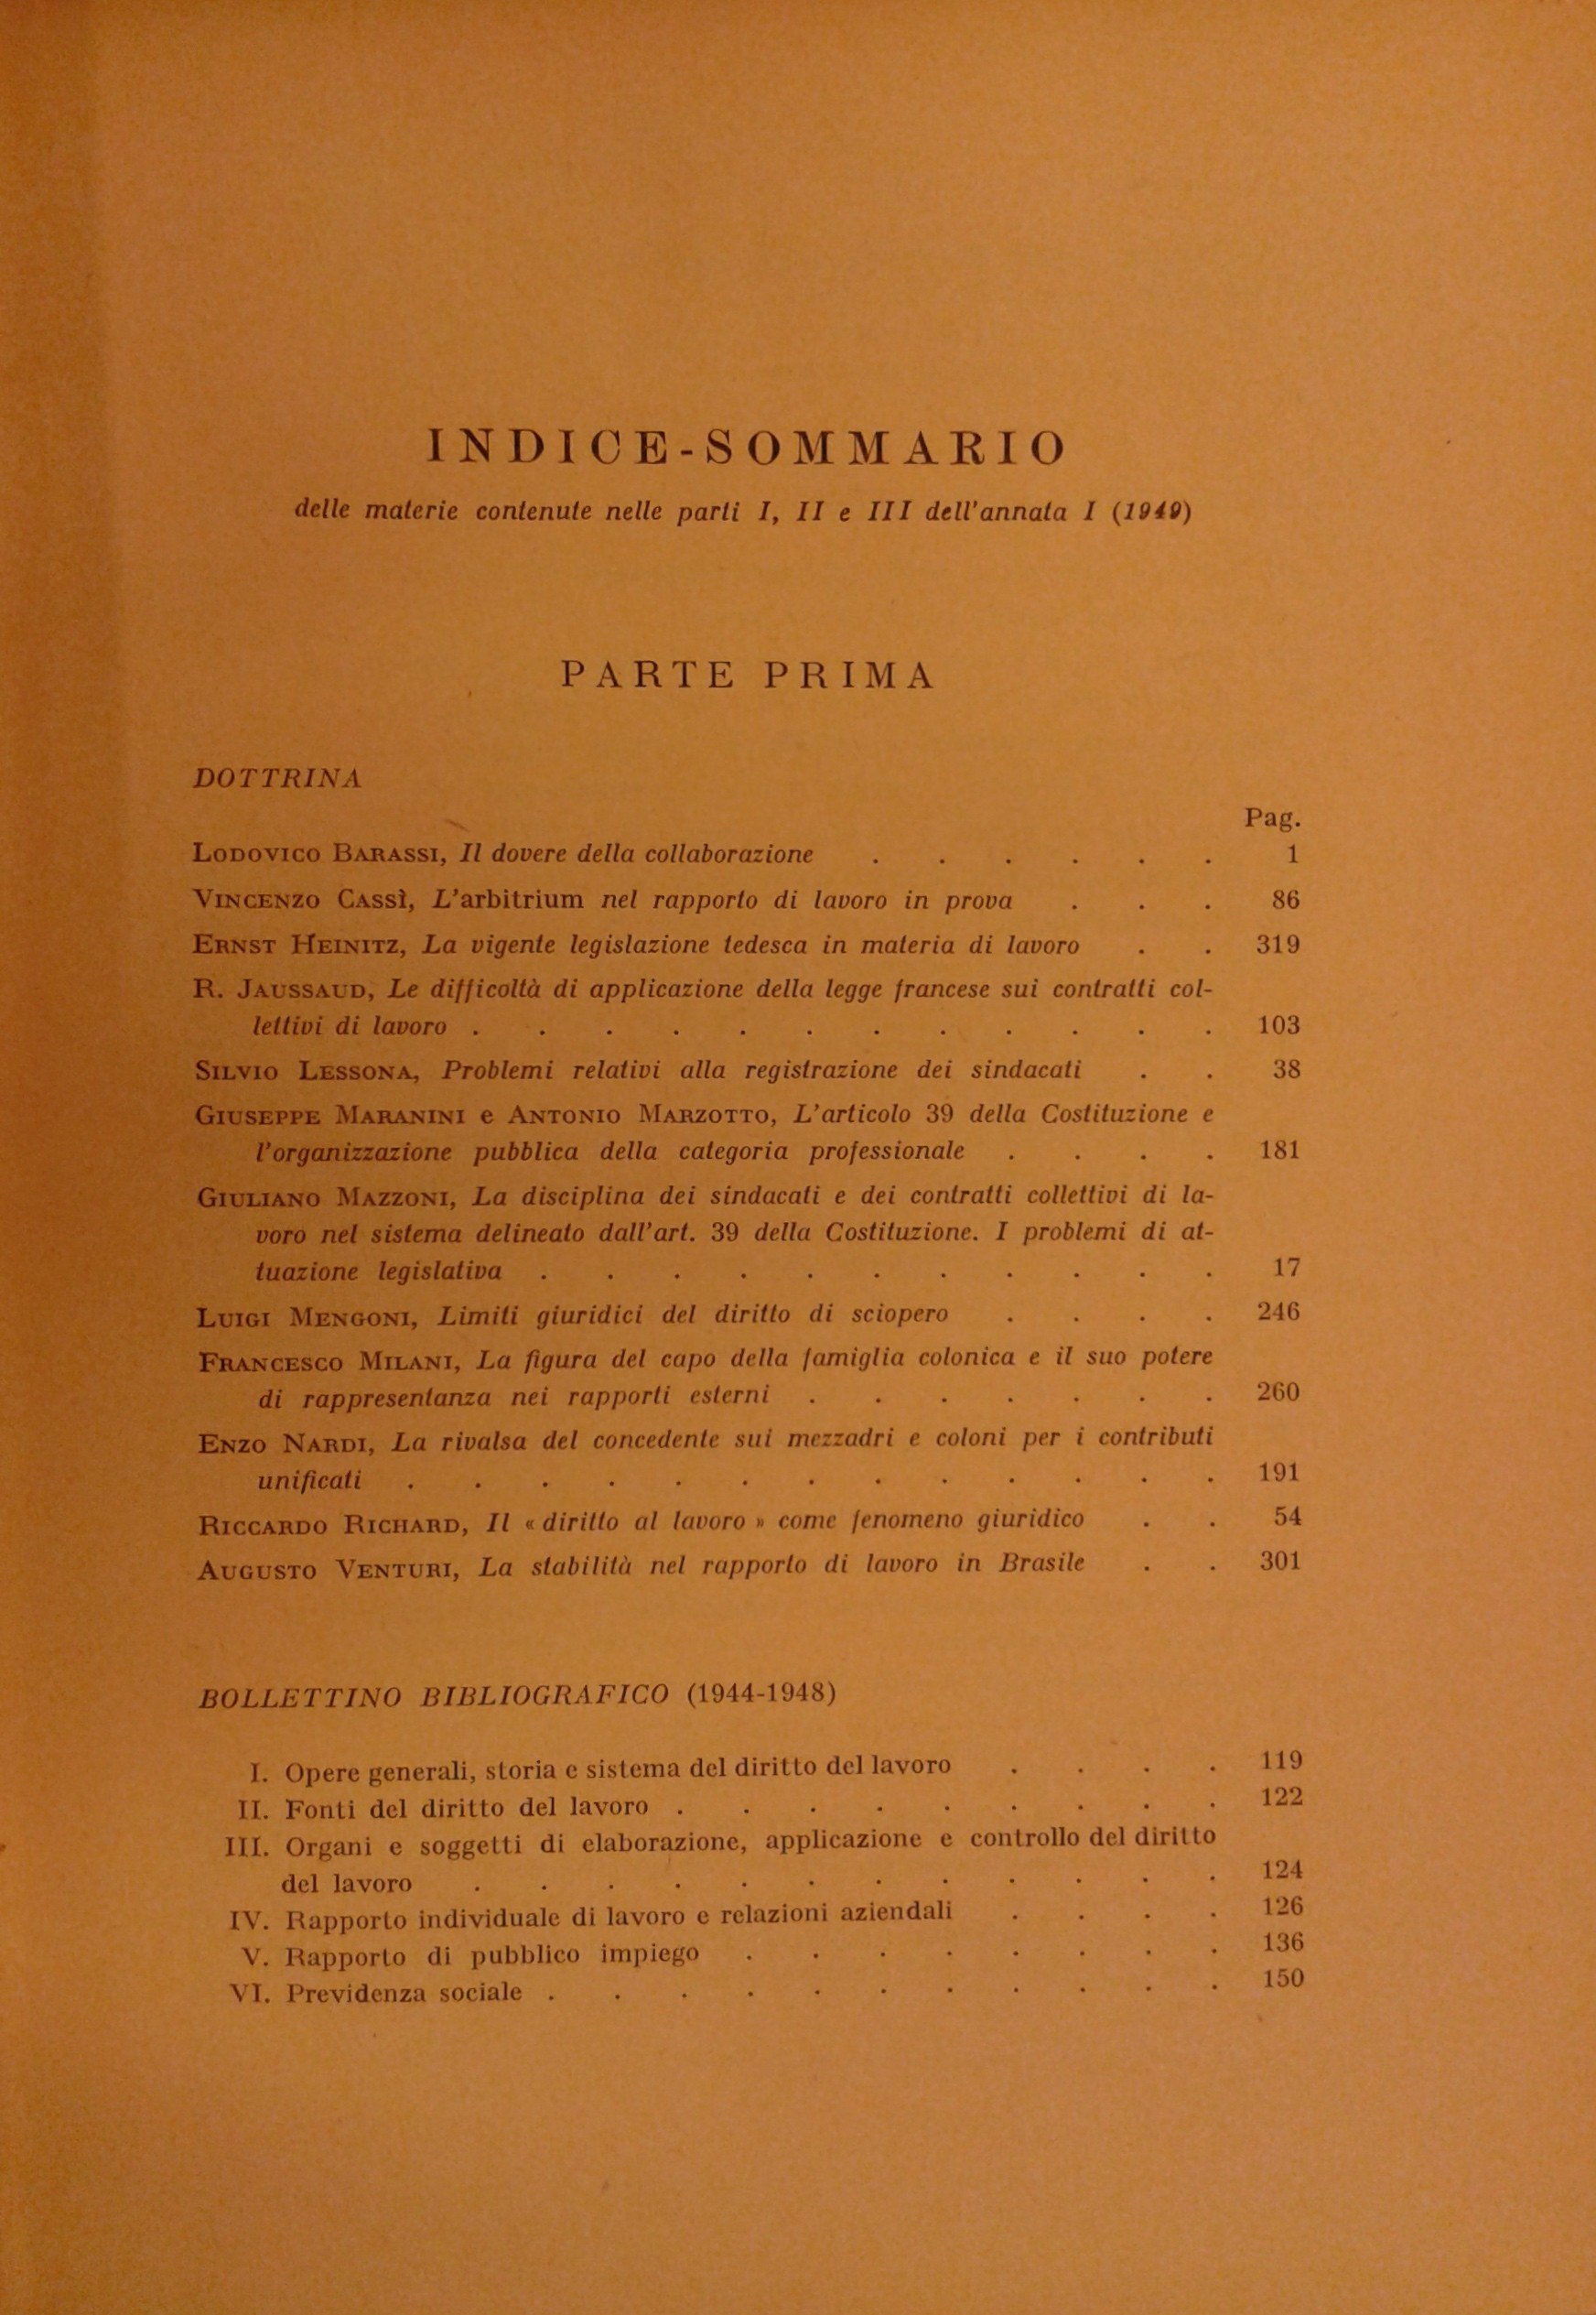 INDICE-SOMMARIO
delle materie contenute nelle parti I, II e III dell'annata I (1949)
PARTE PRIMA
DOTTRINA
Pag.
LODOVICO BARASSI, Il dovere della collaborazione . . . . . . 1
VINCENZO CASSÌ, L'arbitrium nel rapporto di lavoro in prova . . . 86
ERNST HEINITZ, La vigente legislazione tedesca in materia di lavoro . . 319
R. JAUSSAUD, Le difficoltà di applicazione della legge francese sui contratti col-
lettivi di lavoro . . . . . . . . . . . . 103
SILVIO LESSONA, Problemi relativi alla registrazione dei sindacati . . 38
GIUSEPPE MARANINI e ANTONIO MARZOTTO, L'articolo 39 della Costituzione e
l'organizzazione pubblica della categoria professionale . . . . 181
GIULIANO MAZZONI, La disciplina dei sindacati e dei contratti collettivi di la-
voro nel sistema delineato dall'art. 39 della Costituzione. I problemi di at-
tuazione legislativa . . . . . . . . . . . 17
LUIGI MENGONI, Limiti giuridici del diritto di sciopero . . . . 246
FRANCESCO MILANI, La figura del capo della famiglia colonica e il suo potere
di rappresentanza nei rapporti esterni . . . . . . . 260
ENZO NARDI, La rivalsa del concedente sui mezzadri e coloni per i contributi
unificati . . . . . . . . . . . . . 191
RICCARDO RICHARD, Il « diritto al lavoro » come fenomeno giuridico . . 54
AUGUSTO VENTURI, La stabilità nel rapporto di lavoro in Brasile . . 301
BOLLETTINO BIBLIOGRAFICO (1944-1948)
I. Opere generali, storia e sistema del diritto del lavoro . . . . 119
II. Fonti del diritto del lavoro . . . . . . . . . 122
III. Organi e soggetti di elaborazione, applicazione e controllo del diritto
del lavoro . . . . . . . . . . . . 124
IV. Rapporto individuale di lavoro e relazioni aziendali . . . . 126
V. Rapporto di pubblico impiego . . . . . . . . 136
VI. Previdenza sociale . . . . . . . . . . . 150